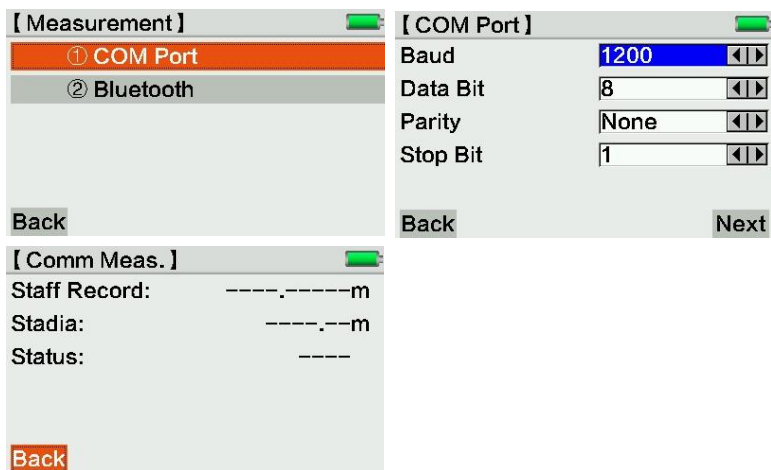 【Measurement】
① COM Port
② Bluetooth
Back
【COM Port】
Baud 1200
Data Bit 8
Parity None
Stop Bit 1
Back Next
【Comm Meas.】
Staff Record: ----.-----m
Stadia: ----.--m
Status: ----
Back